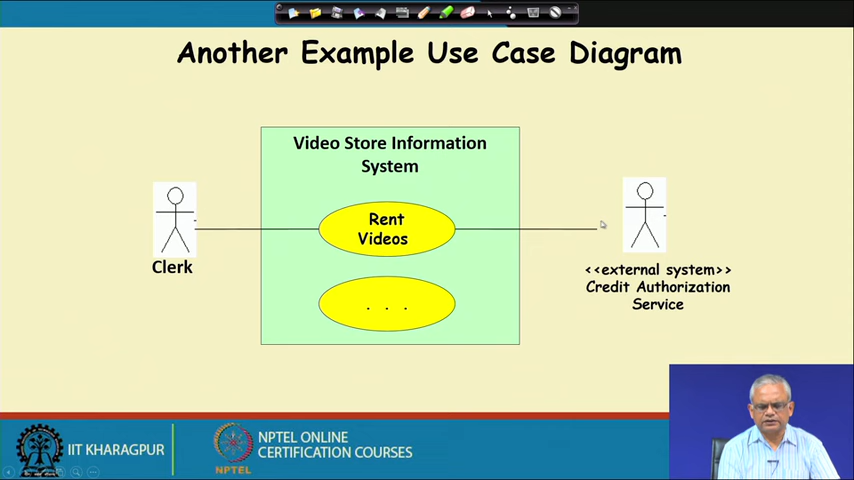 Another Example Use Case Diagram
Video Store Information
System
Rent
Videos
. . .
Clerk
<<external system>>
Credit Authorization
Service
IIT KHARAGPUR
NPTEL
NPTEL ONLINE
CERTIFICATION COURSES